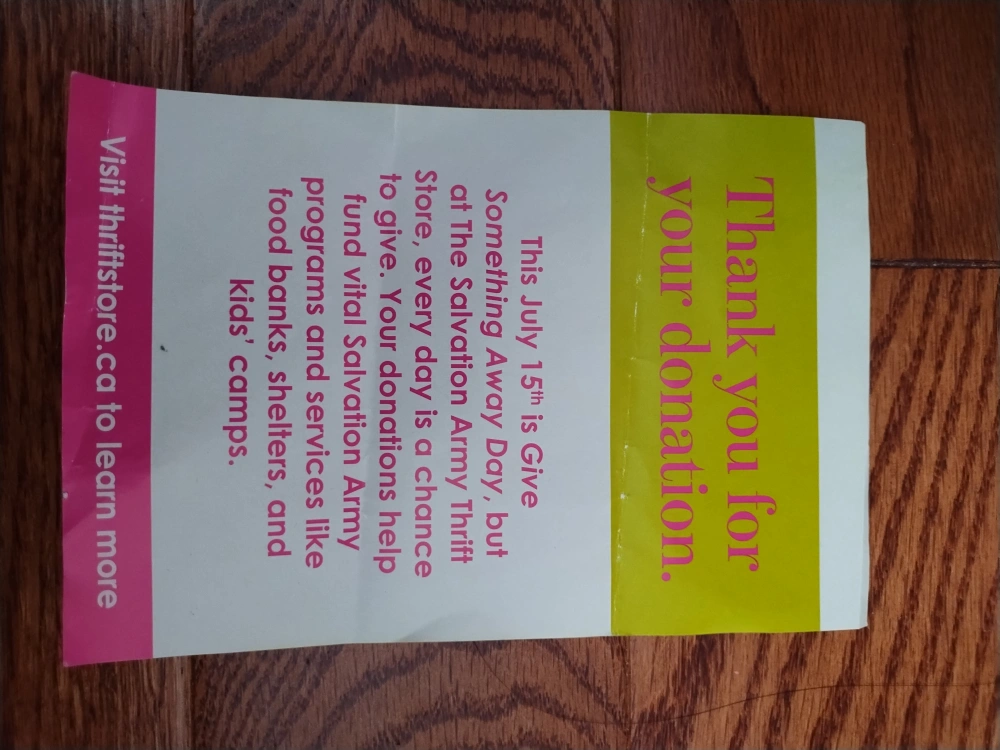 Thank you for
your donation.
This July 15th is Give
Something Away Day, but
at The Salvation Army Thrift
Store, every day is a chance
to give. Your donations help
fund vital Salvation Army
programs and services like
food banks, shelters, and
kids' camps.
Visit thriftstore.ca to learn more